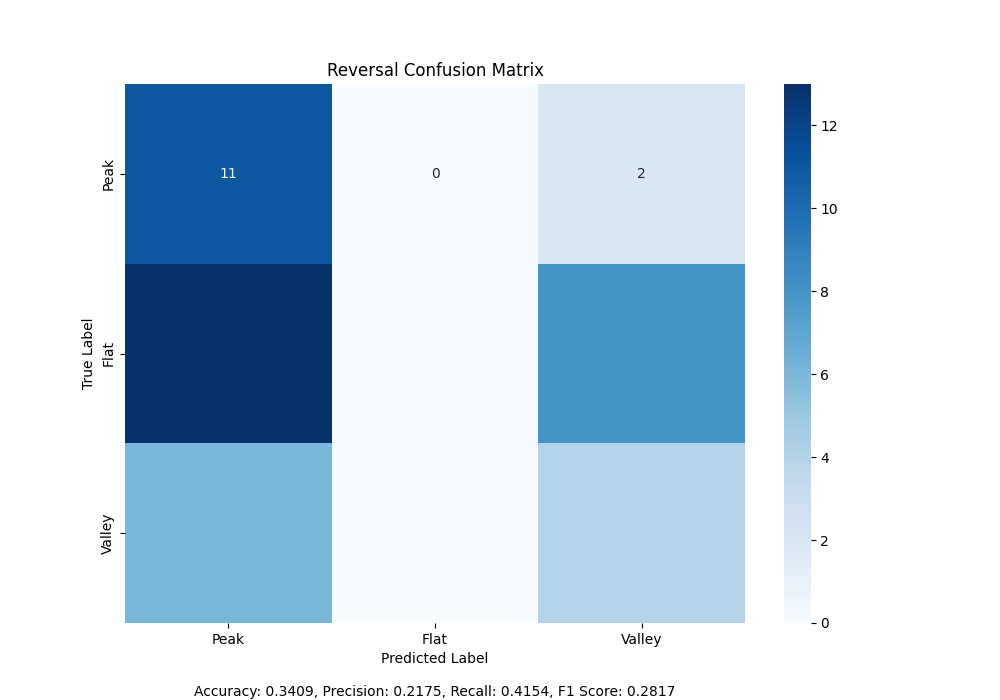 Reversal Confusion Matrix
12
10
8
6
4
2
0
True Label
Peak
Flat
Valley
11 0 2
Peak Flat Valley
Predicted Label
Accuracy: 0.3409, Precision: 0.2175, Recall: 0.4154, F1 Score: 0.2817